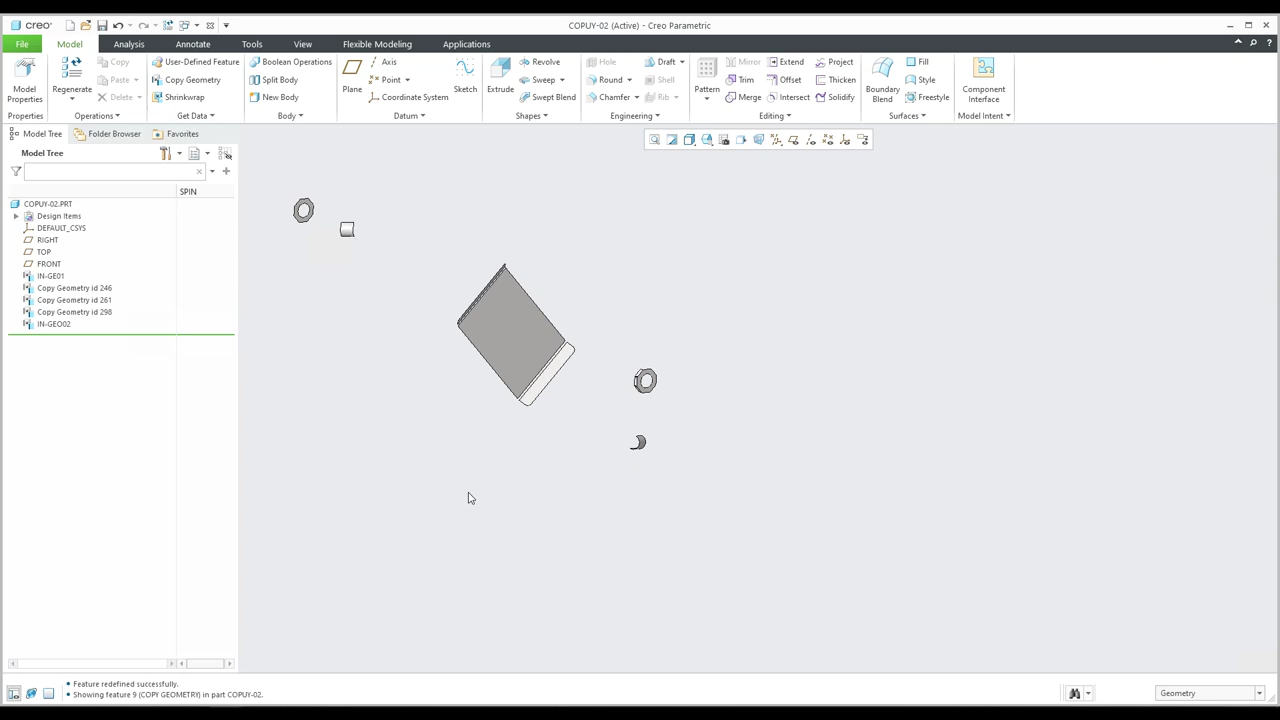 creo
COPUY-02 (Active) - Creo Parametric
File
Model
Analysis
Annotate
Tools
View
Flexible Modeling
Applications
Model Properties
Properties
Regenerate
Copy
Paste
Delete
Operations
User-Defined Feature
Copy Geometry
Shrinkwrap
Get Data
Boolean Operations
Split Body
New Body
Body
Plane
Axis
Point
Coordinate System
Sketch
Datum
Extrude
Revolve
Sweep
Swept Blend
Shapes
Hole
Round
Chamfer
Draft
Shell
Rib
Engineering
Pattern
Mirror
Trim
Merge
Extend
Offset
Intersect
Project
Thicken
Solidify
Editing
Boundary Blend
Fill
Style
Freestyle
Surfaces
Component Interface
Model Intent
Model Tree
Folder Browser
Favorites
Model Tree
SPIN
COPUY-02.PRT
Design Items
DEFAULT_CSYS
RIGHT
TOP
FRONT
IN-GE01
Copy Geometry id 246
Copy Geometry id 261
Copy Geometry id 298
IN-GEO02
• Feature redefined successfully.
• Showing feature 9 (COPY GEOMETRY) in part COPUY-02.
Geometry